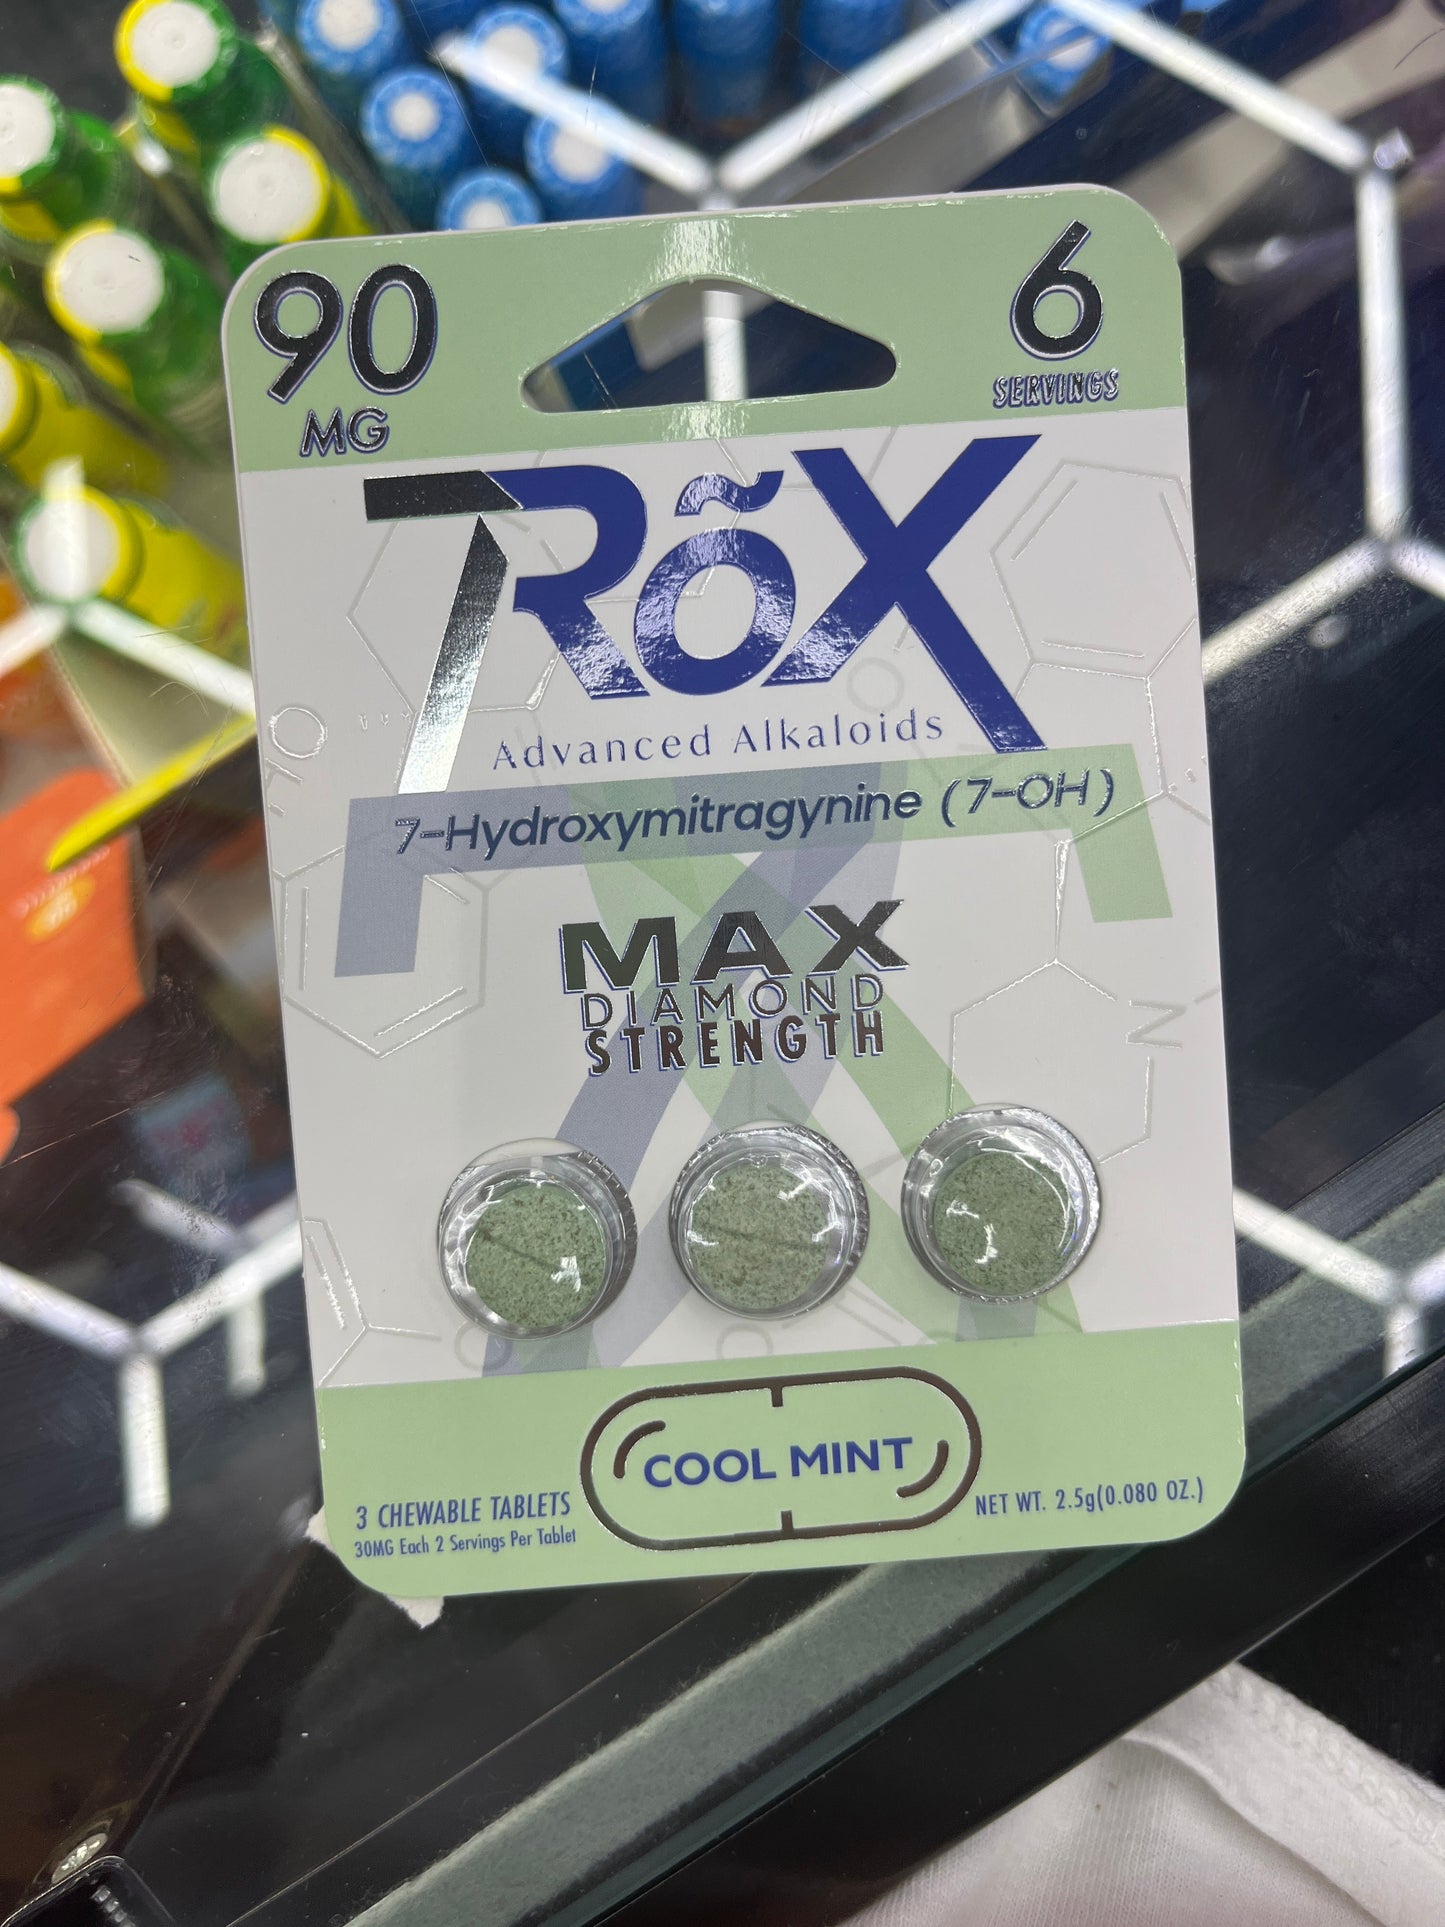 90
MG
6
SERVINGS
7RõX
Advanced Alkaloids
7-Hydroxymitragynine (7-OH)
MAX
DIAMOND
STRENGTH
COOL MINT
3 CHEWABLE TABLETS
30MG Each 2 Servings Per Tablet
NET WT. 2.5g(0.080 OZ.)
OH
N
O
O